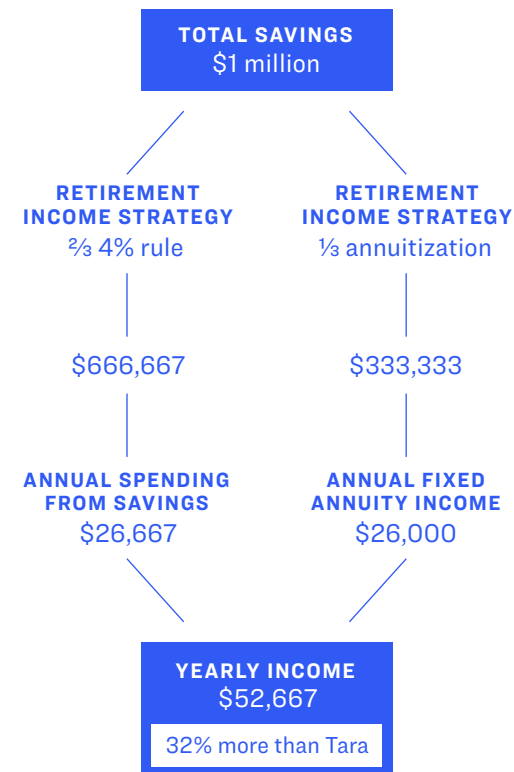 TOTAL SAVINGS
$1 million
RETIREMENT
INCOME STRATEGY
⅔ 4% rule
RETIREMENT
INCOME STRATEGY
⅓ annuitization
$666,667
$333,333
ANNUAL SPENDING
FROM SAVINGS
$26,667
ANNUAL FIXED
ANNUITY INCOME
$26,000
YEARLY INCOME
$52,667
32% more than Tara